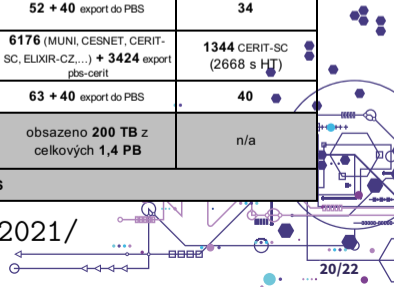 52 + 40 export do PBS
34
6176 (MUNI, CESNET, CERIT-
SC, ELIXIR-CZ,...) + 3424 export
pbs-cerit
1344 CERIT-SC
(2668 s HT)
63 + 40 export do PBS
40
obsazeno 200 TB z
celkových 1,4 PB
n/a
s
2021/
20/22